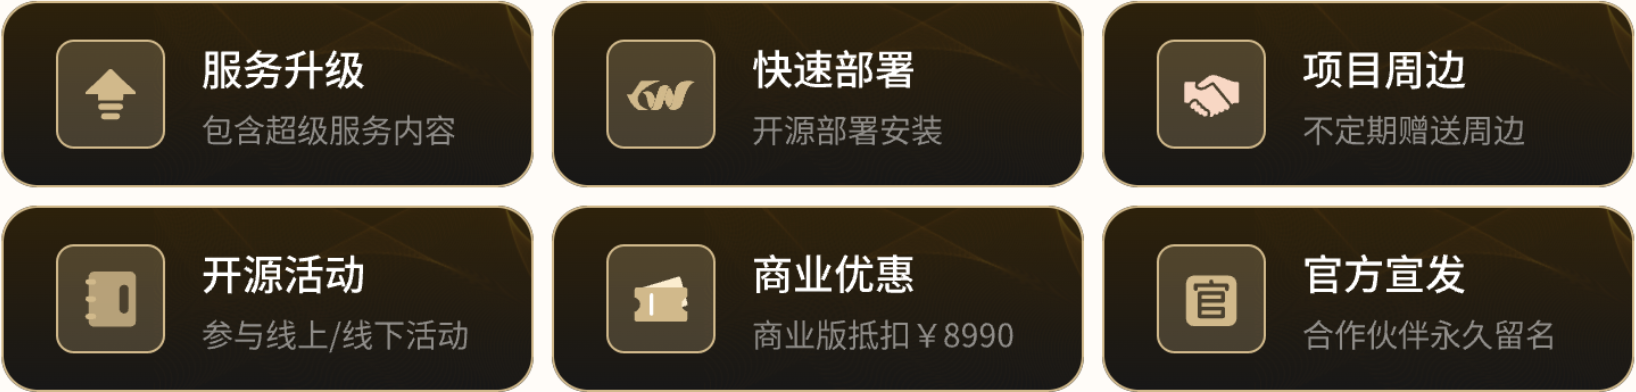 服务升级
包含超级服务内容
快速部署
开源部署安装
项目周边
不定期赠送周边
开源活动
参与线上/线下活动
商业优惠
商业版抵扣￥8990
官
官方宣发
合作伙伴永久留名